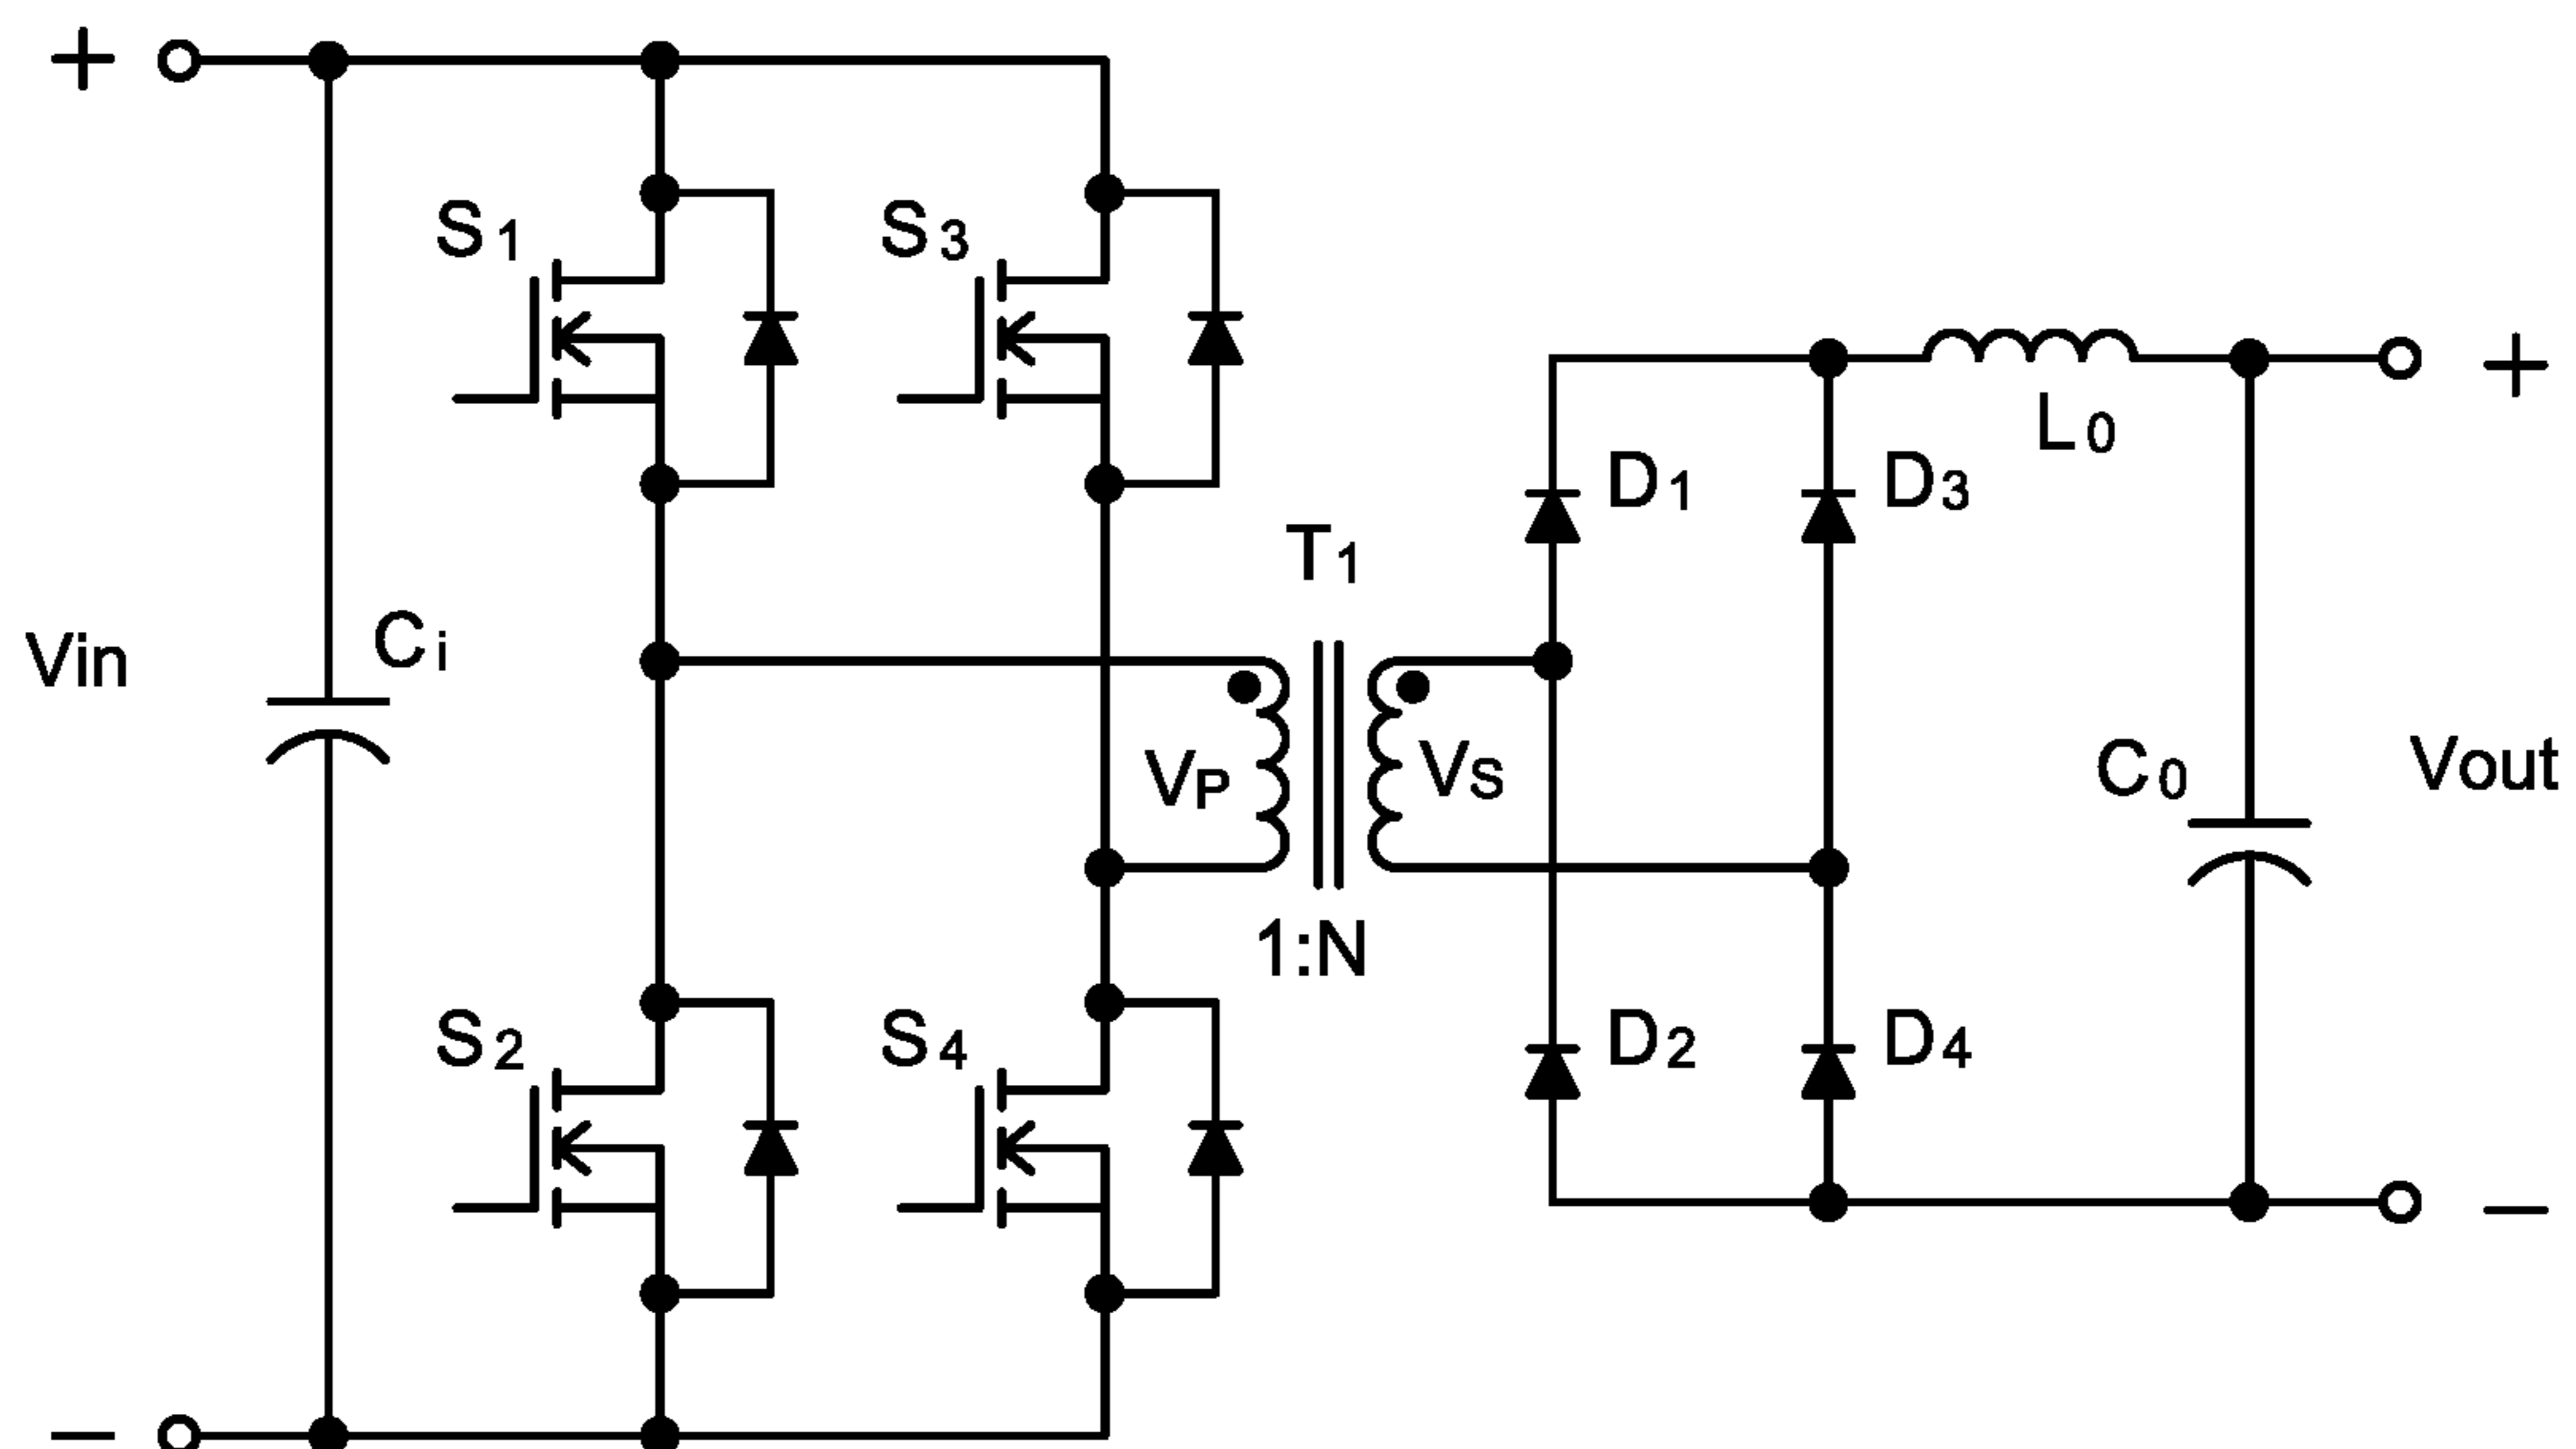 +
S1
S3
+
L0
D1
D3
T1
Vin
Ci
VP
VS
C0
Vout
1:N
S2
S4
D2
D4
−
−